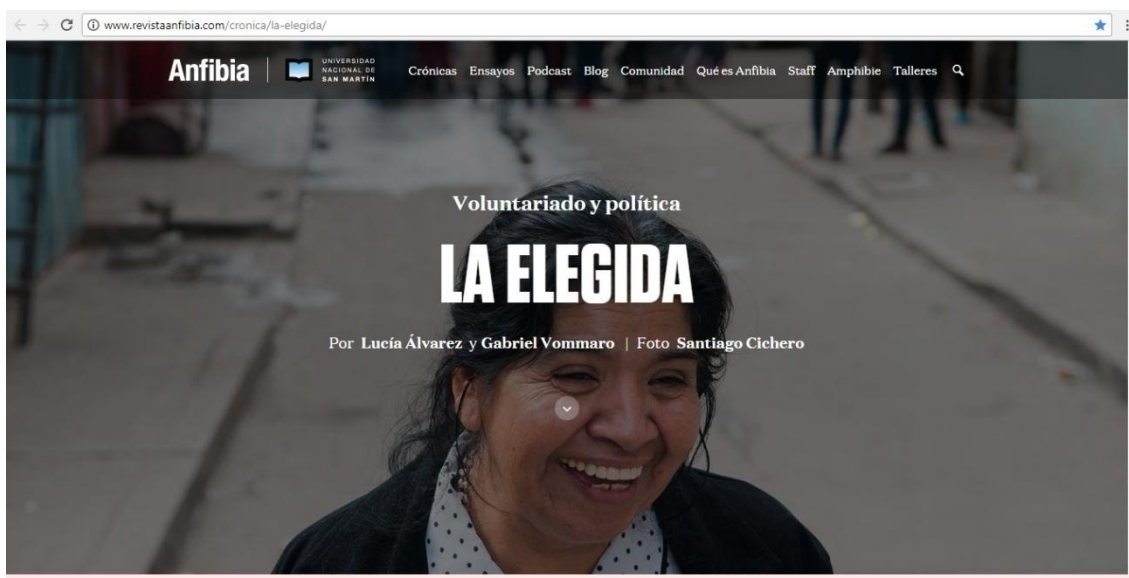 www.revistaanfibia.com/cronica/la-elegida/
Anfibia
UNIVERSIDAD
NACIONAL DE
SAN MARTÍN
Crónicas Ensayos Podcast Blog Comunidad Qué es Anfibia Staff Amphibie Talleres
Voluntariado y política
LA ELEGIDA
Por Lucía Álvarez y Gabriel Vommaro | Foto Santiago Cichero